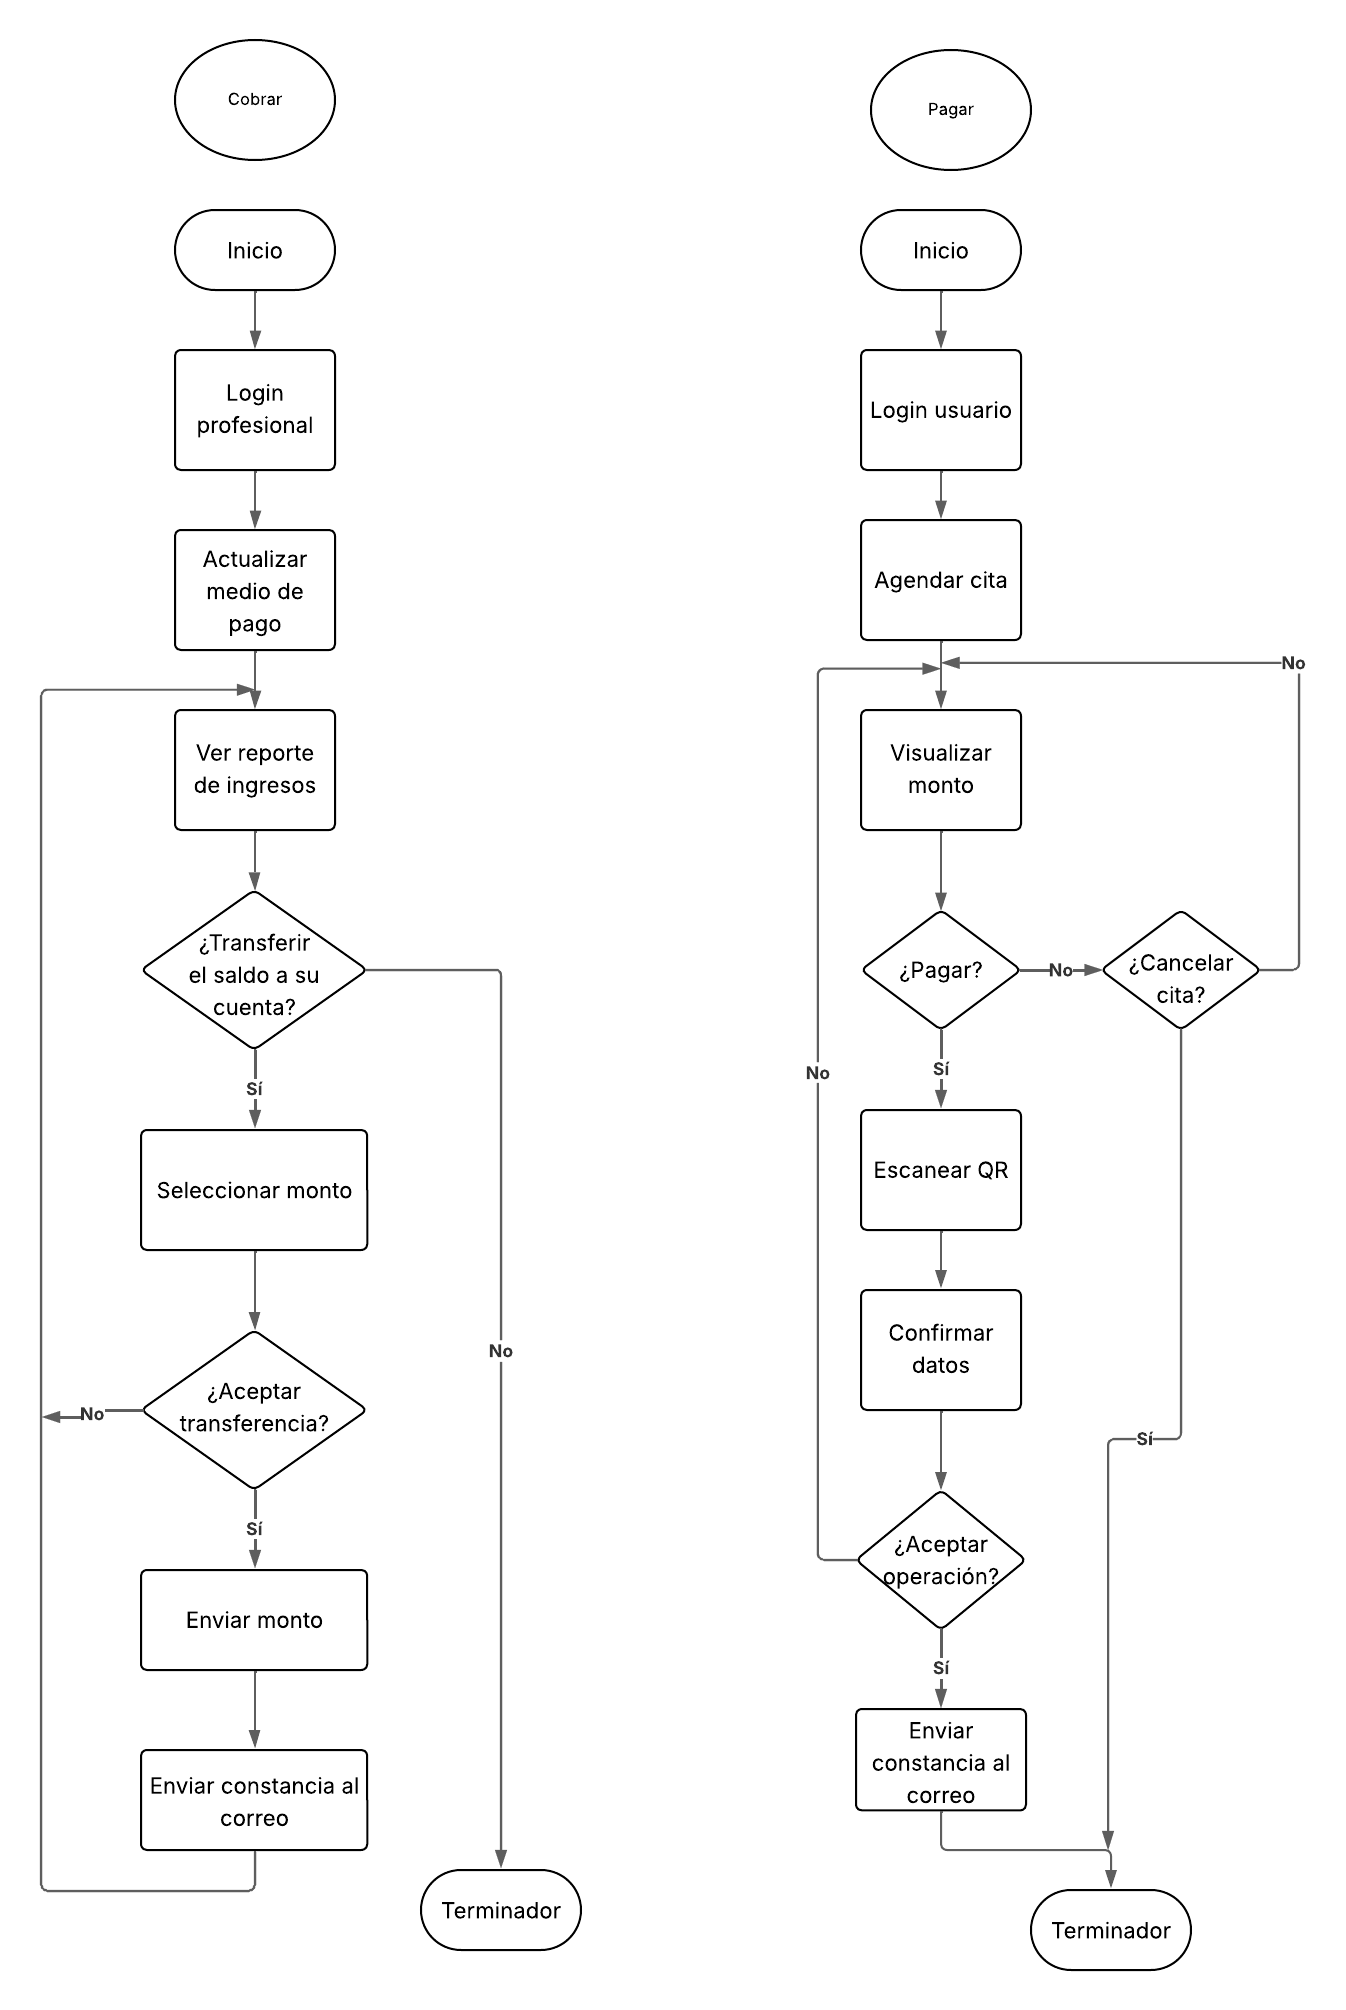 Cobrar
Inicio
Login
profesional
Actualizar
medio de
pago
Ver reporte
de ingresos
¿Transferir
el saldo a su
cuenta?
Sí
No
Seleccionar monto
¿Aceptar
transferencia?
No
Sí
Enviar monto
Enviar constancia al
correo
Terminador
Pagar
Inicio
Login usuario
Agendar cita
No
Visualizar
monto
¿Pagar?
No
¿Cancelar
cita?
Sí
No
Escanear QR
Confirmar
datos
Sí
¿Aceptar
operación?
Sí
Enviar
constancia al
correo
Terminador